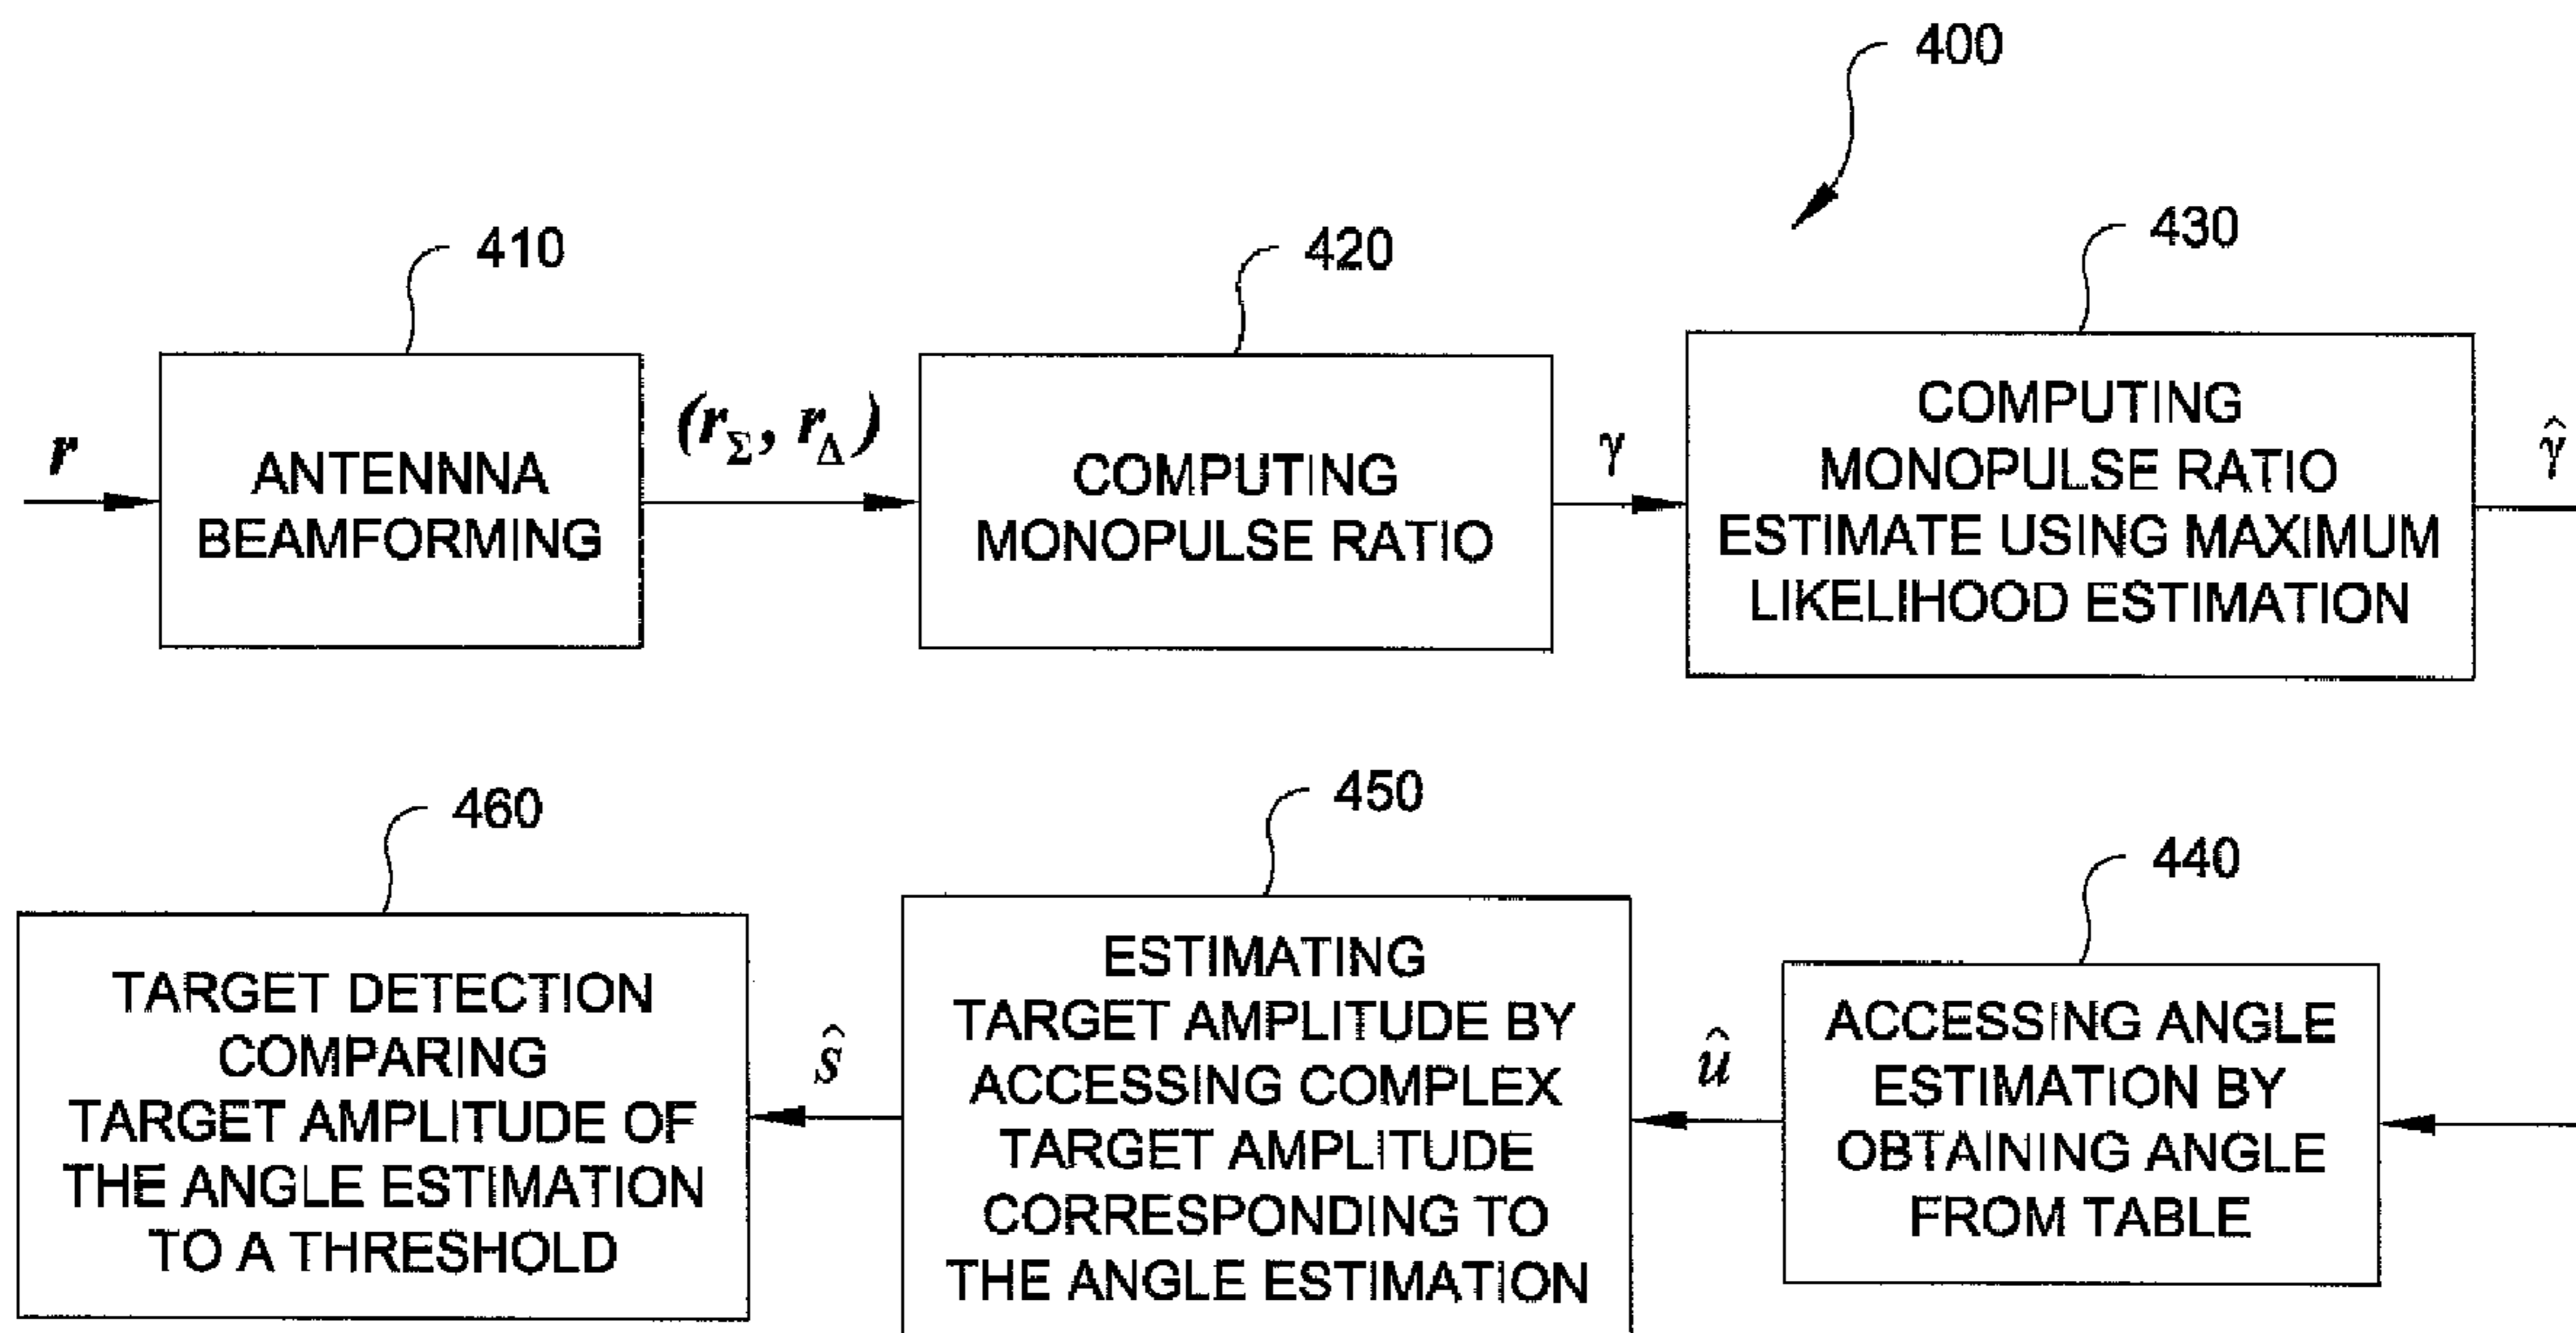 400
410
420
430
r
ANTENNNA
BEAMFORMING
(r_Σ, r_Δ)
COMPUTING
MONOPULSE RATIO
γ
COMPUTING
MONOPULSE RATIO
ESTIMATE USING MAXIMUM
LIKELIHOOD ESTIMATION
γ̂
460
450
440
TARGET DETECTION
COMPARING
TARGET AMPLITUDE OF
THE ANGLE ESTIMATION
TO A THRESHOLD
ŝ
ESTIMATING
TARGET AMPLITUDE BY
ACCESSING COMPLEX
TARGET AMPLITUDE
CORRESPONDING TO
THE ANGLE ESTIMATION
û
ACCESSING ANGLE
ESTIMATION BY
OBTAINING ANGLE
FROM TABLE